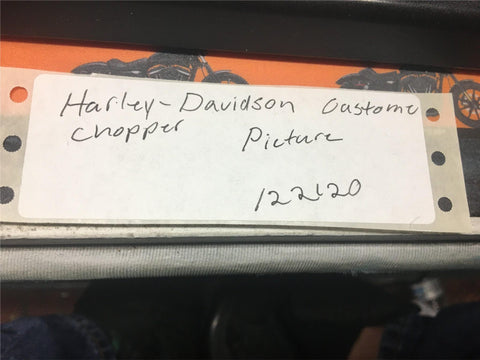 Harley-Davidson Custome
Chopper Picture
122120